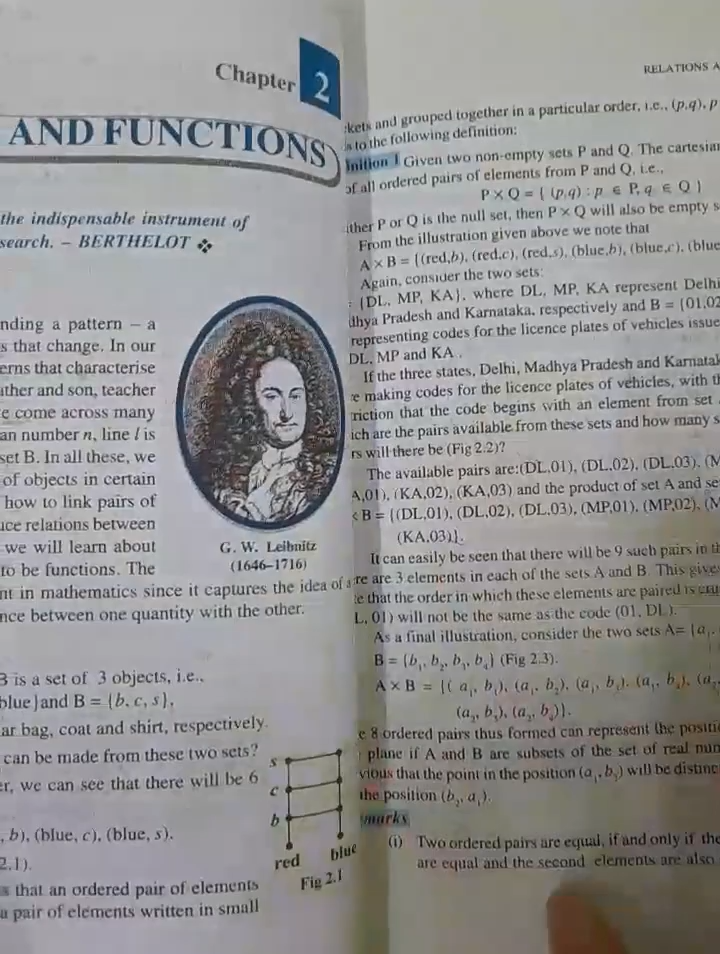 Chapter 2
AND FUNCTIONS
the indispensable instrument of
search. – BERTHELOT ❖
nding a pattern – a
s that change. In our
erns that characterise
ather and son, teacher
e come across many
an number n, line l is
set B. In all these, we
of objects in certain
how to link pairs of
uce relations between
we will learn about
to be functions. The
nt in mathematics since it captures the idea of a
nce between one quantity with the other.
G. W. Leibnitz
(1646–1716)
B is a set of 3 objects, i.e.,
blue}and B = {b, c, s},
ar bag, coat and shirt, respectively.
can be made from these two sets?
er, we can see that there will be 6
, b), (blue, c), (blue, s).
2.1).
s that an ordered pair of elements
a pair of elements written in small
s
c
b
red blue
Fig 2.1
RELATIONS A
kets and grouped together in a particular order, i.e., (p,q), p
s to the following definition:
inition 1 Given two non-empty sets P and Q. The cartesian
of all ordered pairs of elements from P and Q, i.e.,
P × Q = { (p,q) : p ∈ P, q ∈ Q }
ither P or Q is the null set, then P × Q will also be empty s
From the illustration given above we note that
A × B = {(red,b), (red,c), (red,s), (blue,b), (blue,c), (blue
Again, consider the two sets:
= {DL, MP, KA}, where DL, MP, KA represent Delhi
dhya Pradesh and Karnataka, respectively and B = {01,02
representing codes for the licence plates of vehicles issue
DL, MP and KA .
If the three states, Delhi, Madhya Pradesh and Karnatak
e making codes for the licence plates of vehicles, with th
triction that the code begins with an element from set
ich are the pairs available from these sets and how many s
rs will there be (Fig 2.2)?
The available pairs are:(DL,01), (DL,02), (DL,03), (M
A,01), (KA,02), (KA,03) and the product of set A and se
× B = {(DL,01), (DL,02), (DL,03), (MP,01), (MP,02), (M
(KA,03)}.
It can easily be seen that there will be 9 such pairs in th
re are 3 elements in each of the sets A and B. This give
e that the order in which these elements are paired is cru
L, 01) will not be the same as the code (01, DL).
As a final illustration, consider the two sets A= {a₁,
B = {b₁, b₂, b₃, b₄} (Fig 2.3).
A × B = {( a₁, b₁), (a₁, b₂), (a₁, b₃), (a₁, b₄), (a₂,
(a₂, b₃), (a₂, b₄)}.
e 8 ordered pairs thus formed can represent the positi
plane if A and B are subsets of the set of real num
vious that the point in the position (a₁, b₂) will be distinc
the position (b₂, a₁).
marks
(i) Two ordered pairs are equal, if and only if the
are equal and the second elements are also